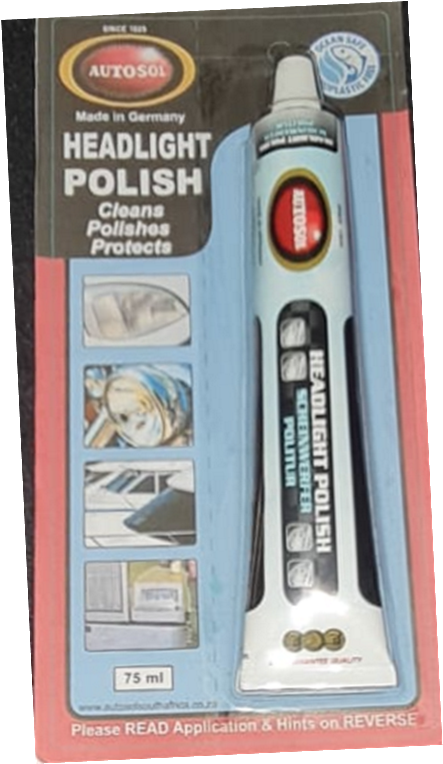 SINCE 1929
AUTOSOL
Made in Germany
HEADLIGHT
POLISH
Cleans
Polishes
Protects
OCEAN SAFE
AUTOSOL
HEADLIGHT POLISH
SCHEINWERFER
POLITUR
75 ml
www.autosolsouthafrica.co.za
Please READ Application & Hints on REVERSE